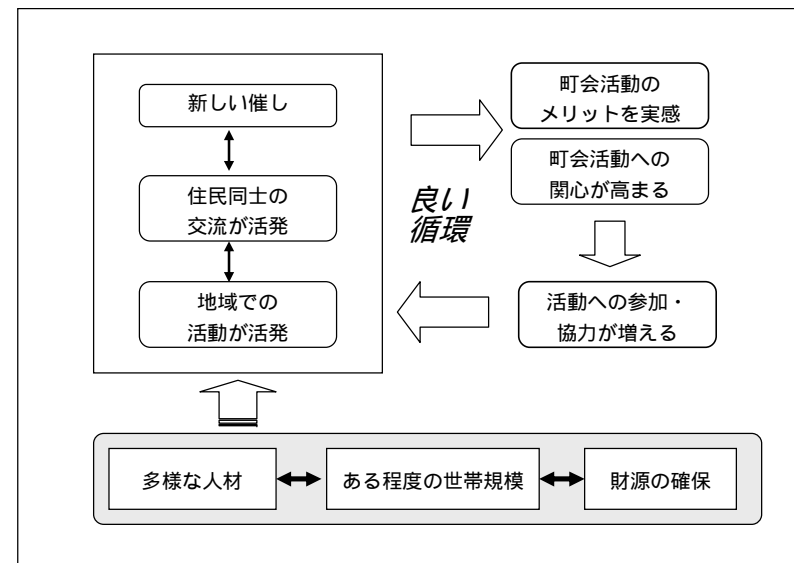 新しい催し
住民同士の
交流が活発
地域での
活動が活発
良い
循環
町会活動の
メリットを実感
町会活動への
関心が高まる
活動への参加・
協力が増える
多様な人材
ある程度の世帯規模
財源の確保